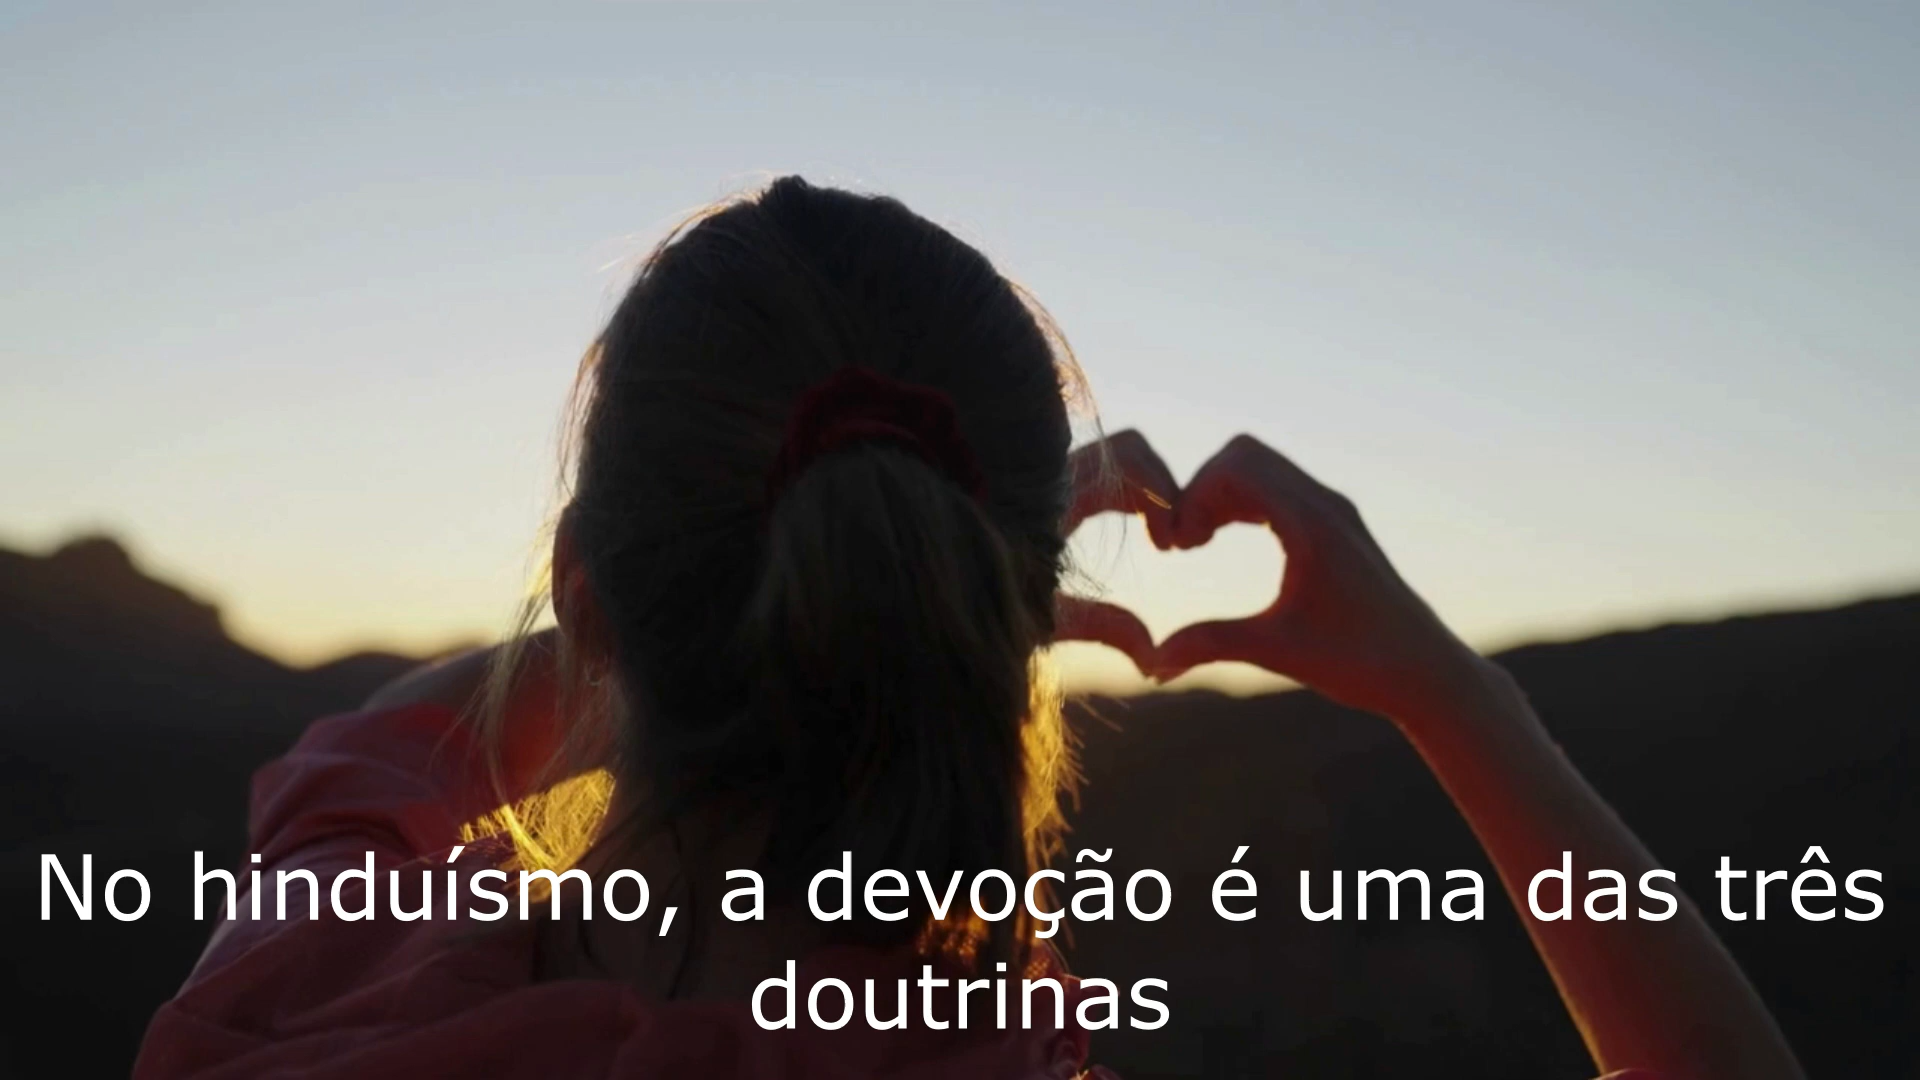 No hinduísmo, a devoção é uma das três
doutrinas